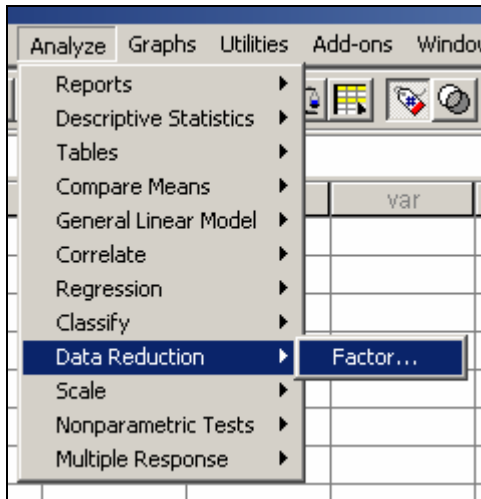 Analyze Graphs Utilities Add-ons Windo
Reports
Descriptive Statistics
Tables
Compare Means
var
General Linear Model
Correlate
Regression
Classify
Data Reduction Factor...
Scale
Nonparametric Tests
Multiple Response